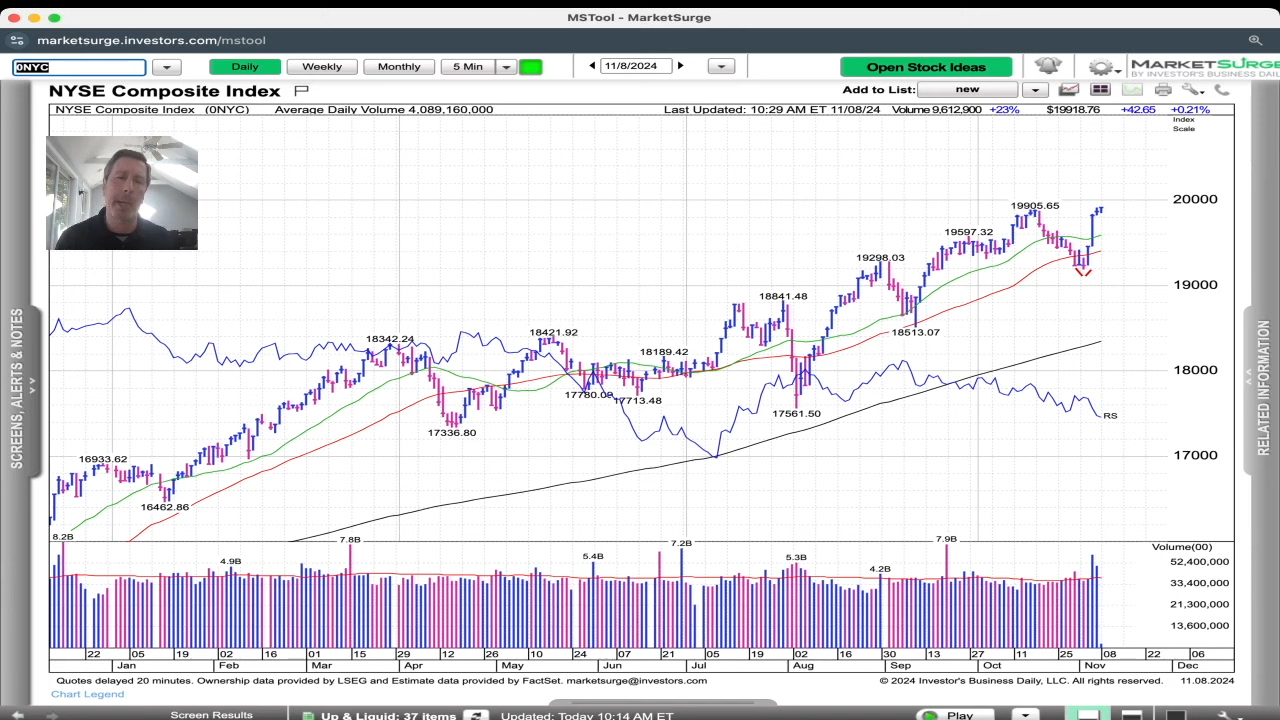 MSTool - MarketSurge
marketsurge.investors.com/mstool
0NYC Daily Weekly Monthly 5 Min 11/8/2024 Open Stock Ideas MARKETSURGE
BY INVESTOR'S BUSINESS DAILY
NYSE Composite Index Add to List: new
NYSE Composite Index (0NYC) Average Daily Volume 4,089,160,000 Last Updated: 10:29 AM ET 11/08/24 Volume 9,612,900 +23% $19918.76 +42.65 +0.21%
Index
Scale
20000
19905.65
19597.32
19298.03
19000
18841.48
18513.07
18421.92
18342.24
18189.42
18000
17780.09
17713.48
17561.50
RS
17336.80
17000
16933.62
16462.86
8.2B 7.8B 7.2B 7.9B
Volume(00)
4.9B 5.4B 5.3B 4.2B
52,400,000
33,400,000
21,300,000
13,600,000
22 05 19 02 16 01 15 12 26 10 24 07 21 05 19 02 16 30 13 27 11 25 08 22 06
Jan Feb Mar Apr May Jun Jul Aug Sep Oct Nov Dec
Quotes delayed 20 minutes. Ownership data provided by LSEG and Estimate data provided by FactSet. marketsurge@investors.com © 2024 Investor's Business Daily, LLC. All rights reserved. 11.08.2024
Chart Legend
SCREENS, ALERTS & NOTES
RELATED INFORMATION
Screen Results Up & Liquid: 37 items Updated: Today 10:14 AM ET Play